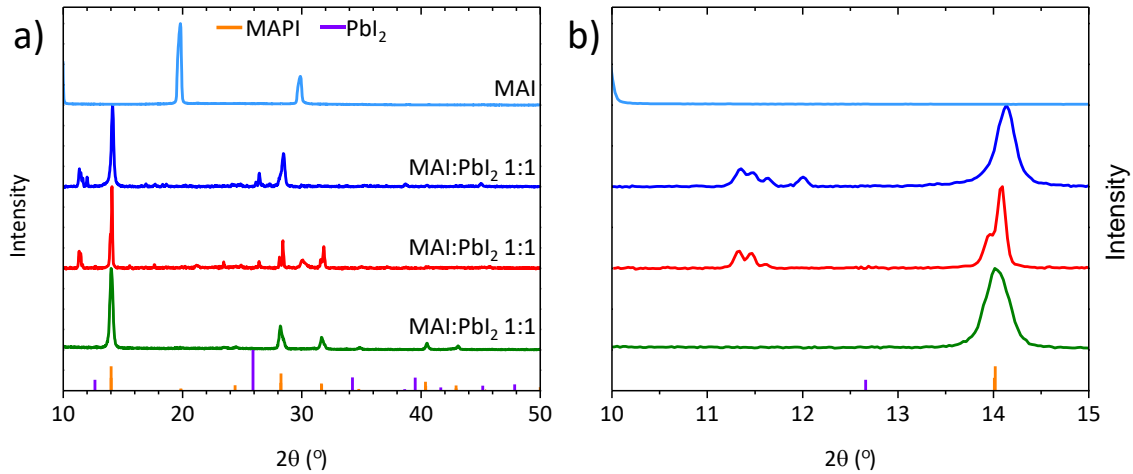 a)
MAPI PbI₂
MAI
MAI:PbI₂ 1:1
MAI:PbI₂ 1:1
MAI:PbI₂ 1:1
Intensity
10 20 30 40 50
2θ (°)
b)
Intensity
10 11 12 13 14 15
2θ (°)